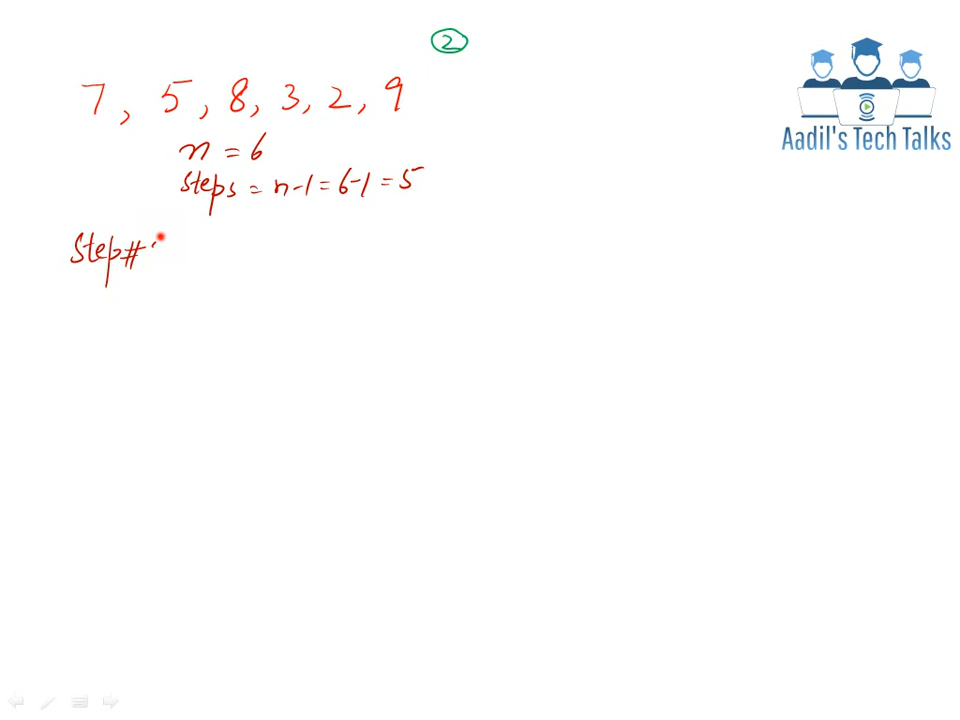 2
7, 5, 8, 3, 2, 9
n = 6
steps = n-1 = 6-1 = 5
Step#
Aadil's Tech Talks